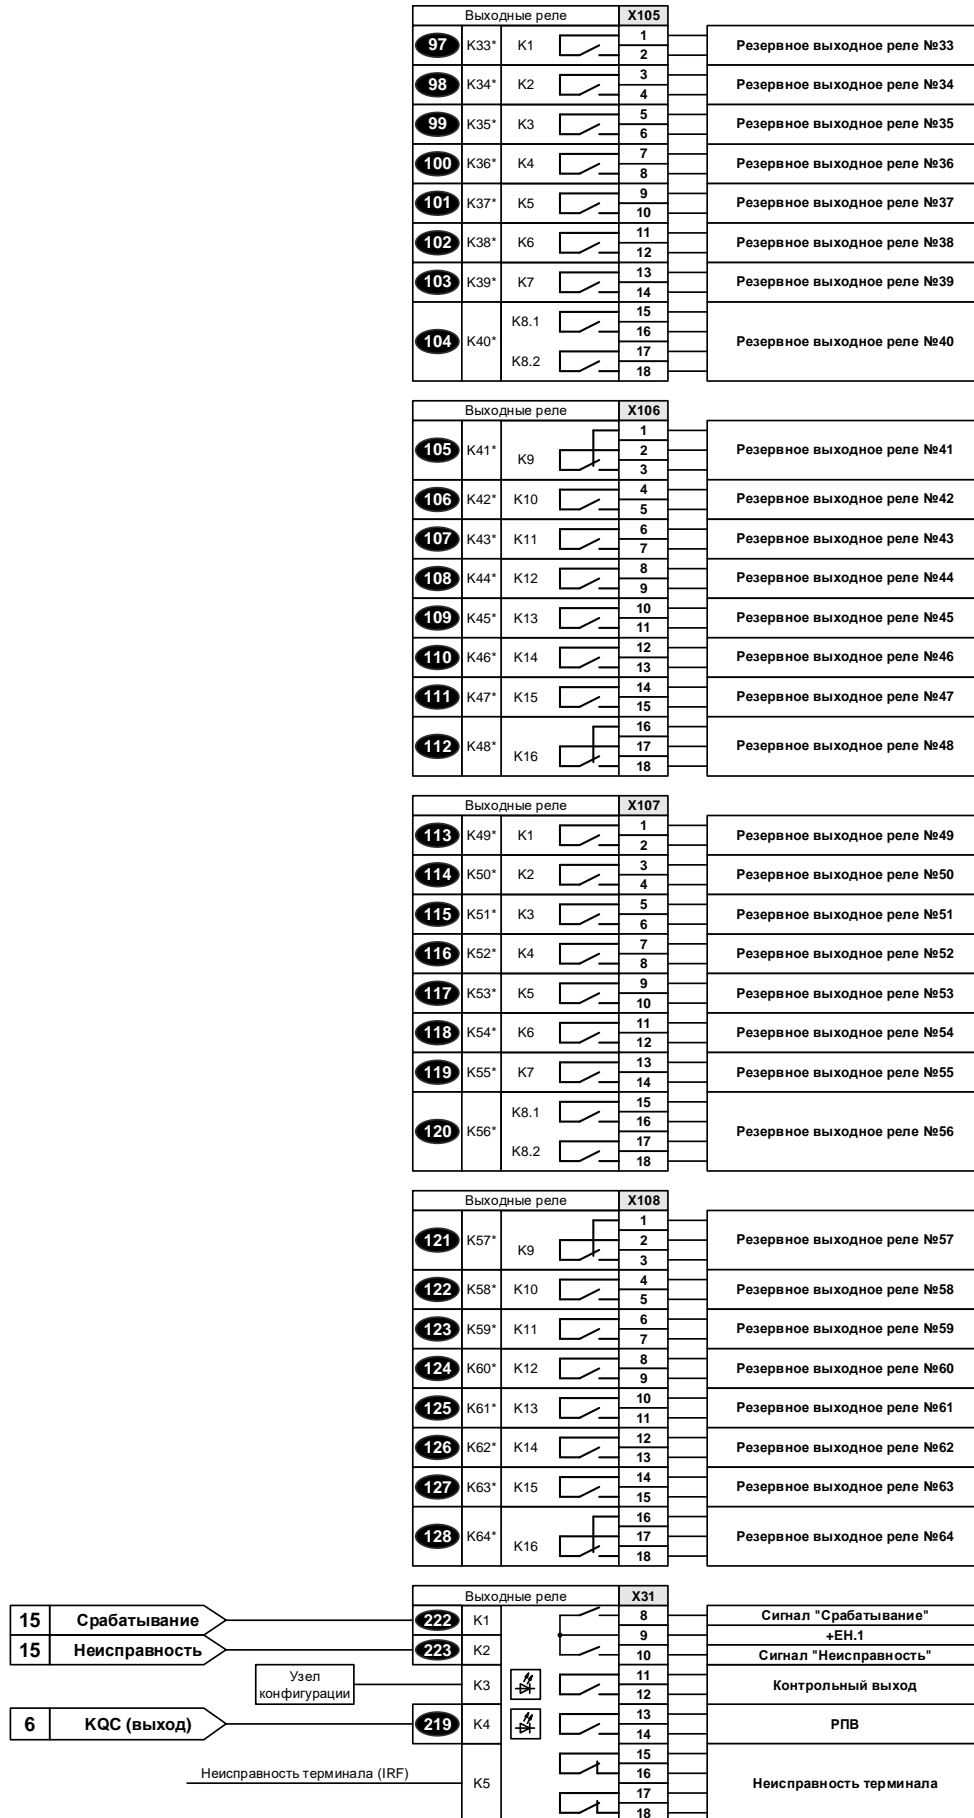 Выходные реле X105
97 K33* K1 1 2 Резервное выходное реле №33
98 K34* K2 3 4 Резервное выходное реле №34
99 K35* K3 5 6 Резервное выходное реле №35
100 K36* K4 7 8 Резервное выходное реле №36
101 K37* K5 9 10 Резервное выходное реле №37
102 K38* K6 11 12 Резервное выходное реле №38
103 K39* K7 13 14 Резервное выходное реле №39
104 K40* K8.1 15 16 K8.2 17 18 Резервное выходное реле №40
Выходные реле X106
105 K41* K9 1 2 3 Резервное выходное реле №41
106 K42* K10 4 5 Резервное выходное реле №42
107 K43* K11 6 7 Резервное выходное реле №43
108 K44* K12 8 9 Резервное выходное реле №44
109 K45* K13 10 11 Резервное выходное реле №45
110 K46* K14 12 13 Резервное выходное реле №46
111 K47* K15 14 15 Резервное выходное реле №47
112 K48* K16 16 17 18 Резервное выходное реле №48
Выходные реле X107
113 K49* K1 1 2 Резервное выходное реле №49
114 K50* K2 3 4 Резервное выходное реле №50
115 K51* K3 5 6 Резервное выходное реле №51
116 K52* K4 7 8 Резервное выходное реле №52
117 K53* K5 9 10 Резервное выходное реле №53
118 K54* K6 11 12 Резервное выходное реле №54
119 K55* K7 13 14 Резервное выходное реле №55
120 K56* K8.1 15 16 K8.2 17 18 Резервное выходное реле №56
Выходные реле X108
121 K57* K9 1 2 3 Резервное выходное реле №57
122 K58* K10 4 5 Резервное выходное реле №58
123 K59* K11 6 7 Резервное выходное реле №59
124 K60* K12 8 9 Резервное выходное реле №60
125 K61* K13 10 11 Резервное выходное реле №61
126 K62* K14 12 13 Резервное выходное реле №62
127 K63* K15 14 15 Резервное выходное реле №63
128 K64* K16 16 17 18 Резервное выходное реле №64
Выходные реле X31
15 Срабатывание 222 K1 8 Сигнал "Срабатывание"
9 +EH.1
15 Неисправность 223 K2 10 Сигнал "Неисправность"
Узел конфигурации K3 11 12 Контрольный выход
6 KQC (выход) 219 K4 13 14 РПВ
Неисправность терминала (IRF) K5 15 16 17 18 Неисправность терминала